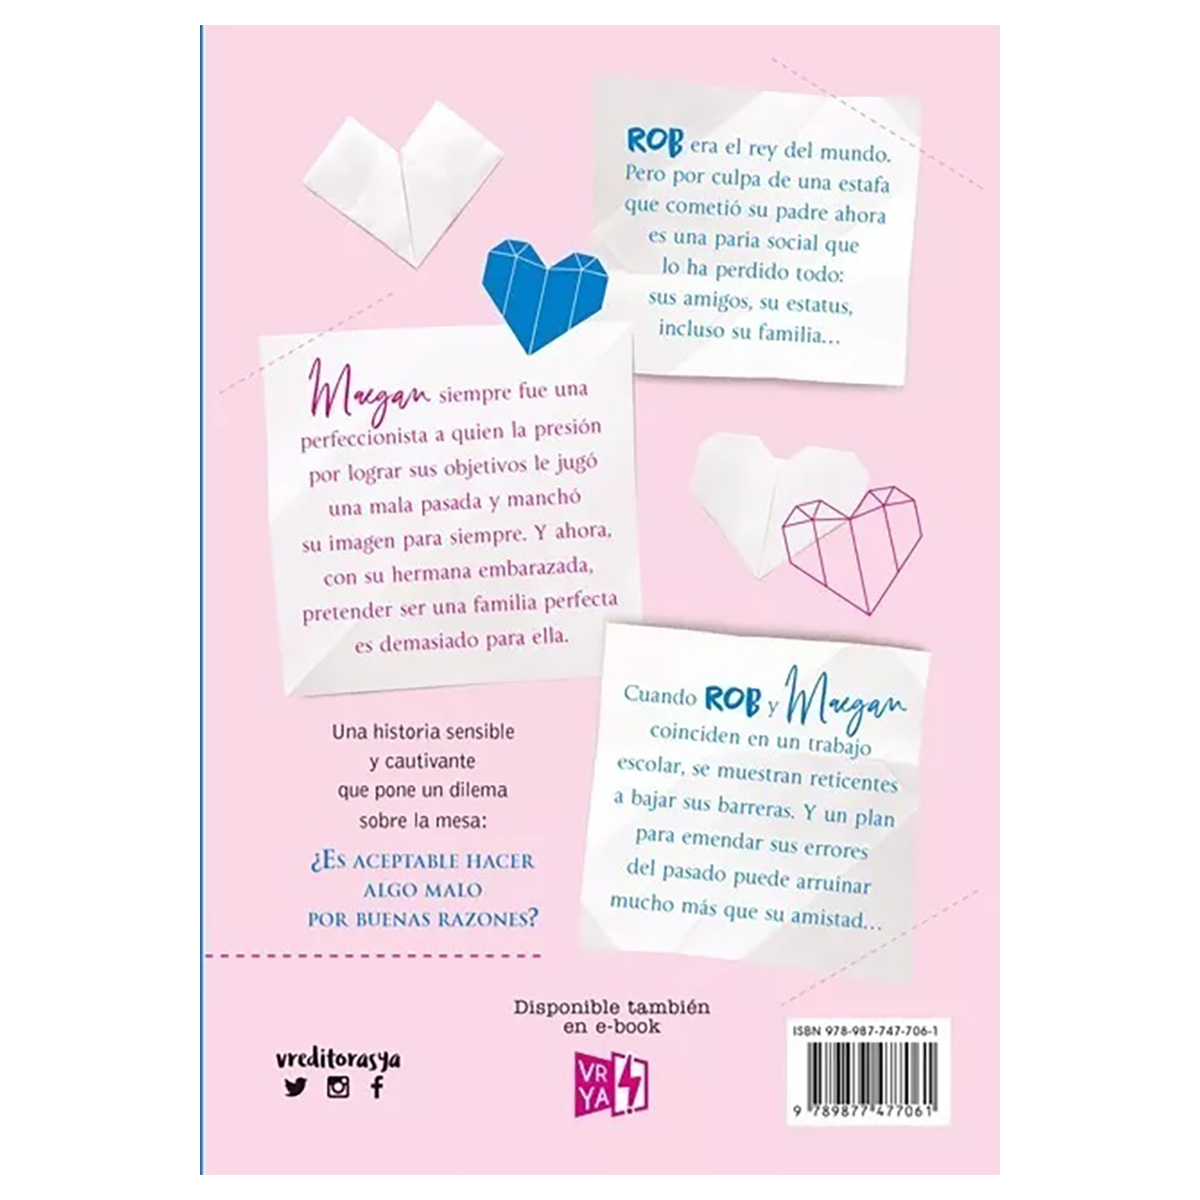 ROB era el rey del mundo.
Pero por culpa de una estafa
que cometió su padre ahora
es una paria social que
lo ha perdido todo:
sus amigos, su estatus,
incluso su familia...
Maegan siempre fue una
perfeccionista a quien la presión
por lograr sus objetivos le jugó
una mala pasada y manchó
su imagen para siempre. Y ahora,
con su hermana embarazada,
pretender ser una familia perfecta
es demasiado para ella.
Cuando ROB y Maegan
coinciden en un trabajo
escolar, se muestran reticentes
a bajar sus barreras. Y un plan
para emendar sus errores
del pasado puede arruinar
mucho más que su amistad...
Una historia sensible
y cautivante
que pone un dilema
sobre la mesa:
¿ES ACEPTABLE HACER
ALGO MALO
POR BUENAS RAZONES?
Disponible también
en e-book
vreditorasya
VR
YA
ISBN 978-987-747-706-1
9 789877 477061